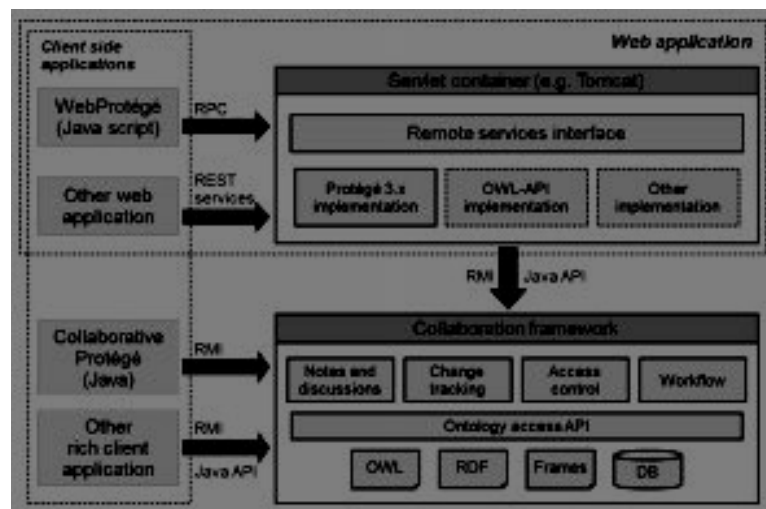 Client side
applications
Web application
Servlet container (e.g. Tomcat)
WebProtégé
(Java script)
RPC
Remote services interface
Other web
application
REST
services
Protégé 3.x
implementation
OWL-API
implementation
Other
implementation
RMI
Java API
Collaboration framework
Collaborative
Protégé
(Java)
RMI
Notes and
discussions
Change
tracking
Access
control
Workflow
Ontology access API
Other
rich client
application
RMI
Java API
OWL
RDF
Frames
DB